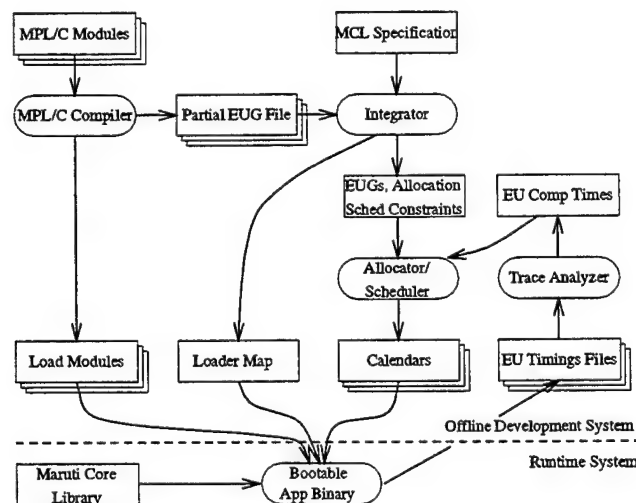 MPL/C Modules
MCL Specification
MPL/C Compiler
Partial EUG File
Integrator
EUGs, Allocation
Sched Constraints
EU Comp Times
Allocator/
Scheduler
Trace Analyzer
Load Modules
Loader Map
Calendars
EU Timings Files
Offline Development System
Runtime System
Maruti Core
Library
Bootable
App Binary